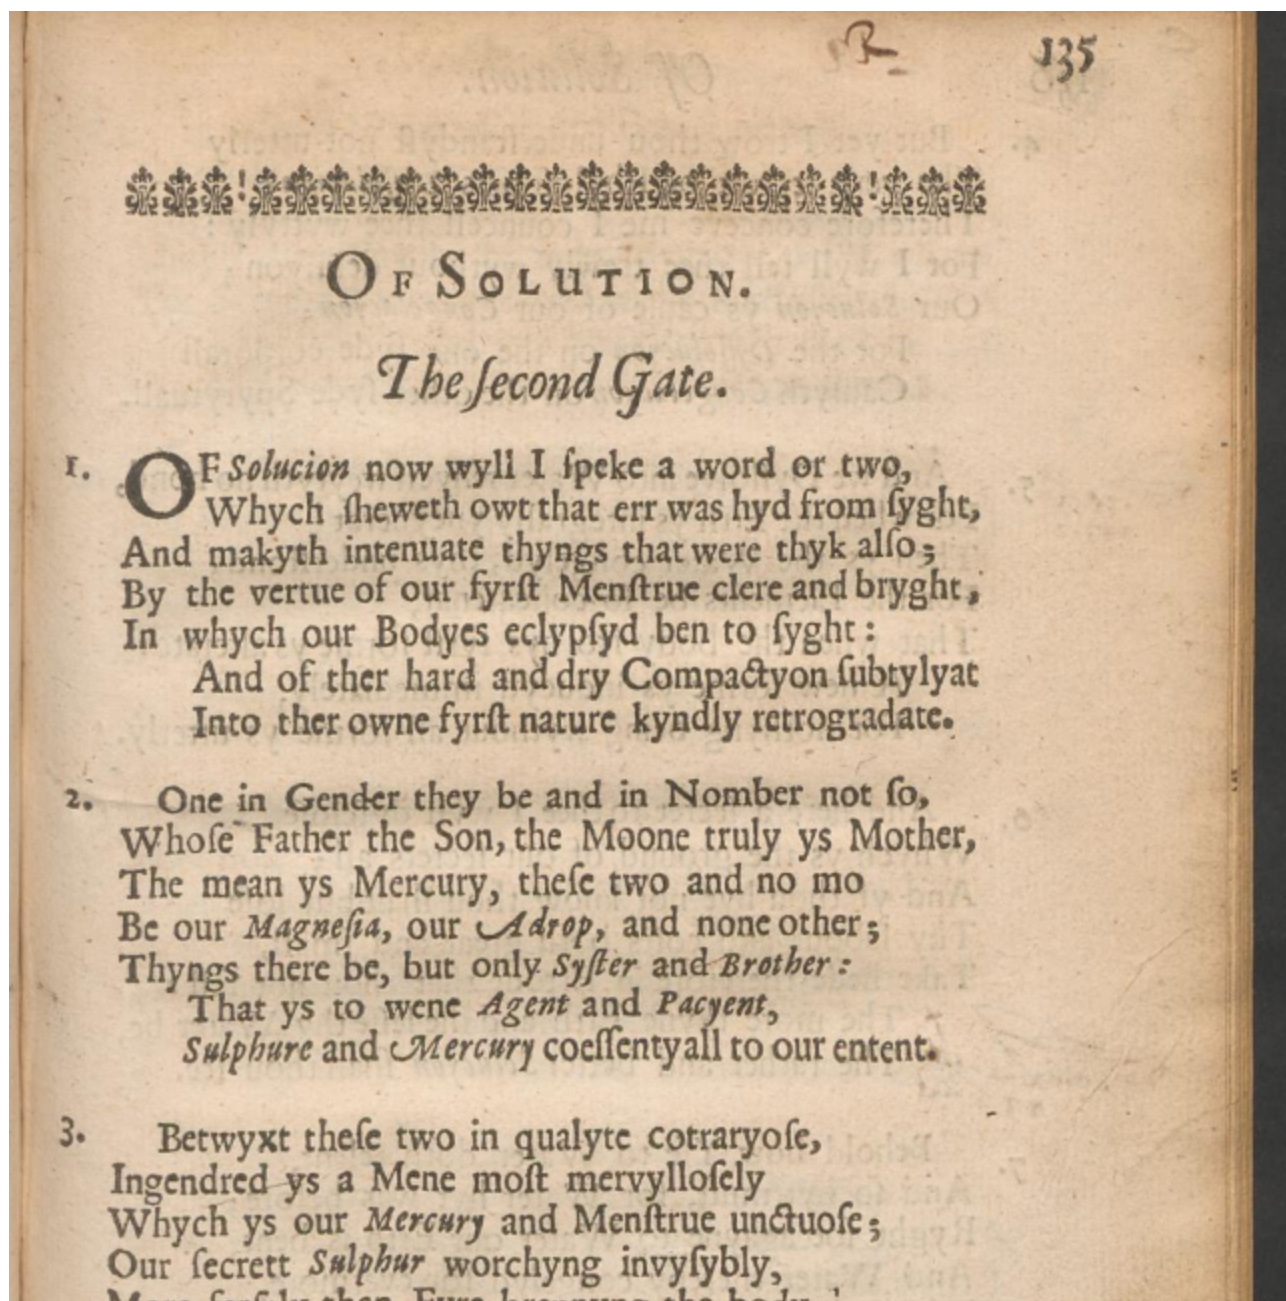 R
135
OF SOLUTION.
The ſecond Gate.
1. OF Solucion now wyll I ſpeke a word or two,
Whych ſheweth owt that err was hyd from ſyght,
And makyth intenuate thyngs that were thyk alſo;
By the vertue of our fyrſt Menſtrue clere and bryght,
In whych our Bodyes eclypſyd ben to ſyght:
And of ther hard and dry Compactyon ſubtylyat
Into ther owne fyrſt nature kyndly retrogradate.
2. One in Gender they be and in Nomber not ſo,
Whoſe Father the Son, the Moone truly ys Mother,
The mean ys Mercury, theſe two and no mo
Be our Magneſia, our Adrop, and none other;
Thyngs there be, but only Syſter and Brother:
That ys to wene Agent and Pacyent,
Sulphure and Mercury coeſſentyall to our entent.
3. Betwyxt theſe two in qualyte cotraryoſe,
Ingendred ys a Mene moſt mervylloſely
Whych ys our Mercury and Menſtrue unctuoſe;
Our ſecrett Sulphur worchyng invyſybly,